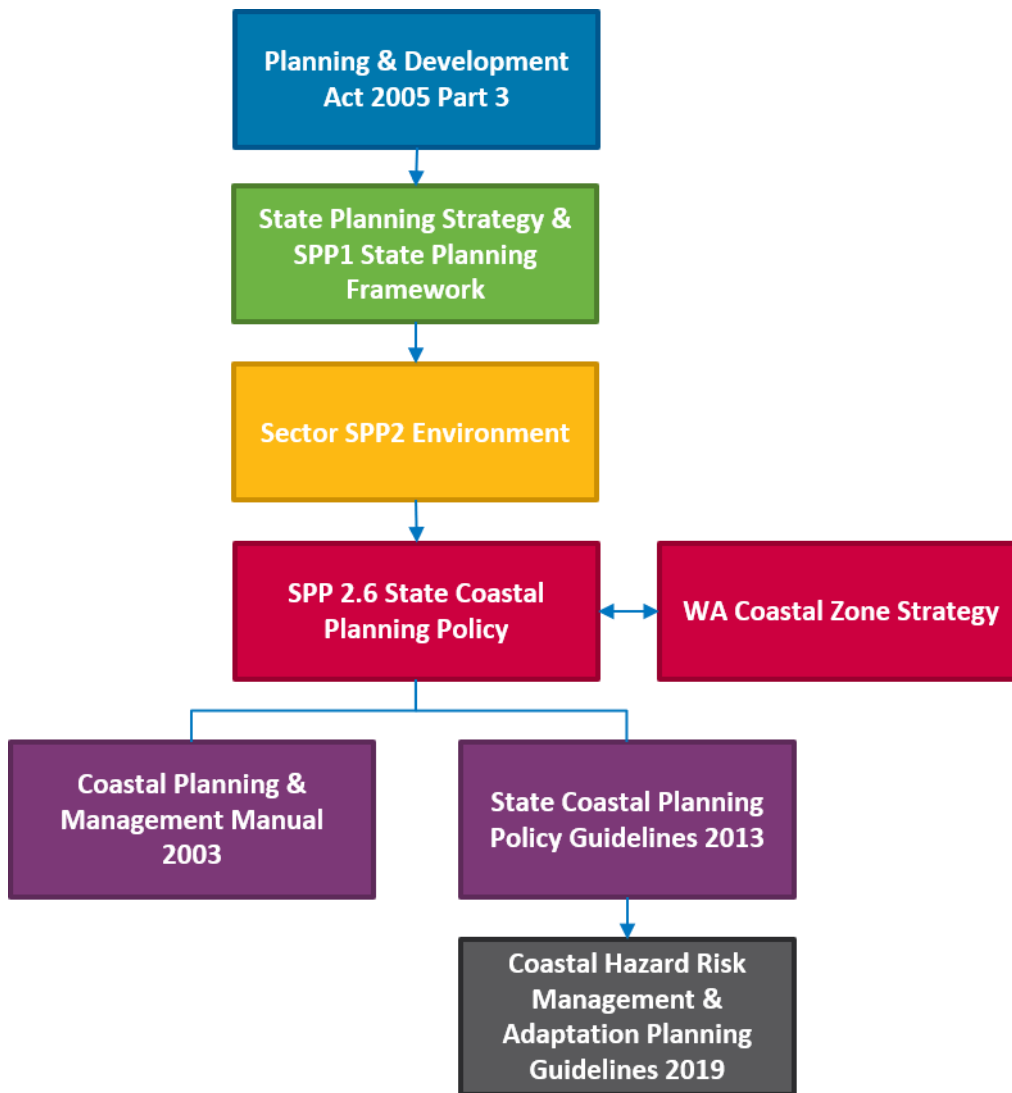 Planning & Development
Act 2005 Part 3
State Planning Strategy &
SPP1 State Planning
Framework
Sector SPP2 Environment
SPP 2.6 State Coastal
Planning Policy
WA Coastal Zone Strategy
Coastal Planning &
Management Manual
2003
State Coastal Planning
Policy Guidelines 2013
Coastal Hazard Risk
Management &
Adaptation Planning
Guidelines 2019